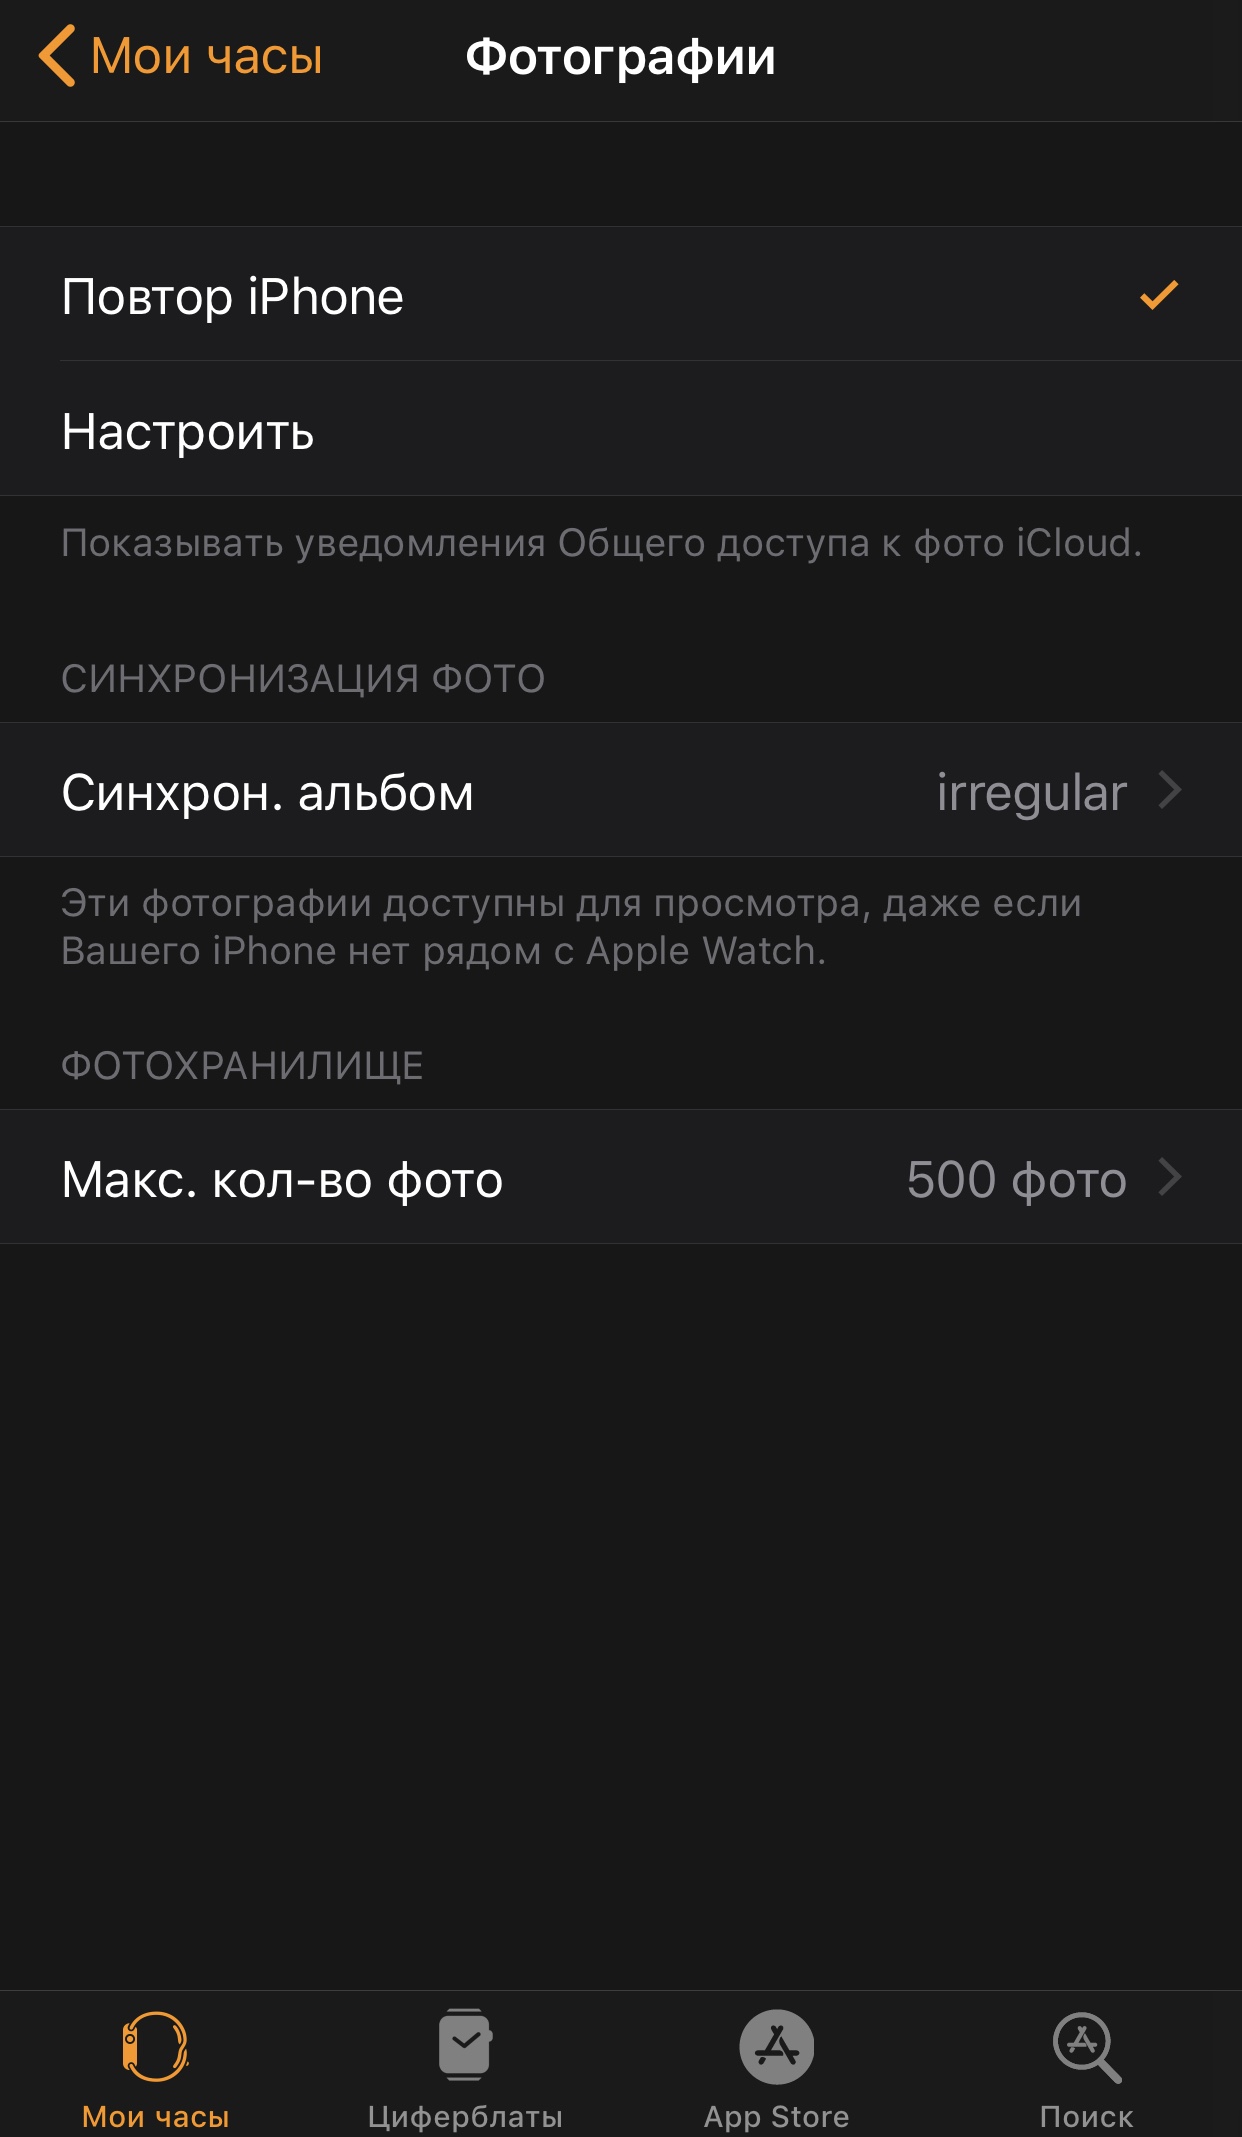 Мои часы
Фотографии
Повтор iPhone
Настроить
Показывать уведомления Общего доступа к фото iCloud.
СИНХРОНИЗАЦИЯ ФОТО
Синхрон. альбом irregular
Эти фотографии доступны для просмотра, даже если
Вашего iPhone нет рядом с Apple Watch.
ФОТОХРАНИЛИЩЕ
Макс. кол-во фото 500 фото
Мои часы Циферблаты App Store Поиск